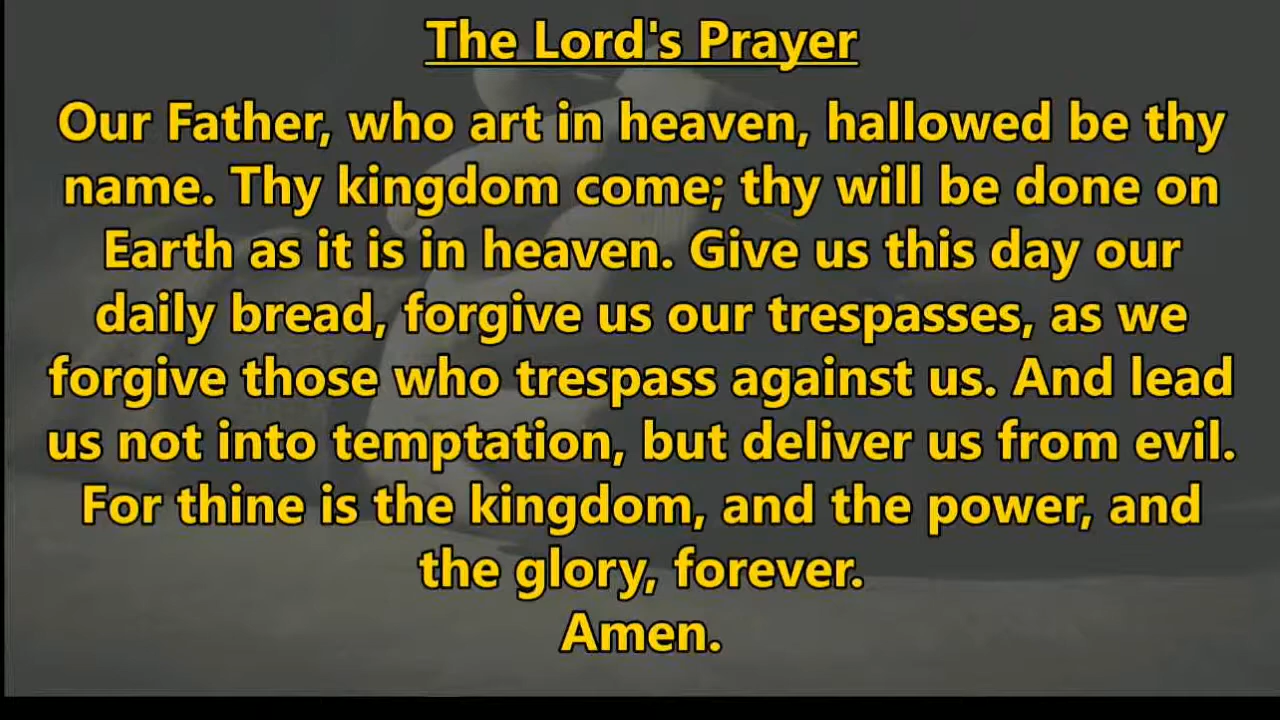 The Lord's Prayer
Our Father, who art in heaven, hallowed be thy
name. Thy kingdom come; thy will be done on
Earth as it is in heaven. Give us this day our
daily bread, forgive us our trespasses, as we
forgive those who trespass against us. And lead
us not into temptation, but deliver us from evil.
For thine is the kingdom, and the power, and
the glory, forever.
Amen.